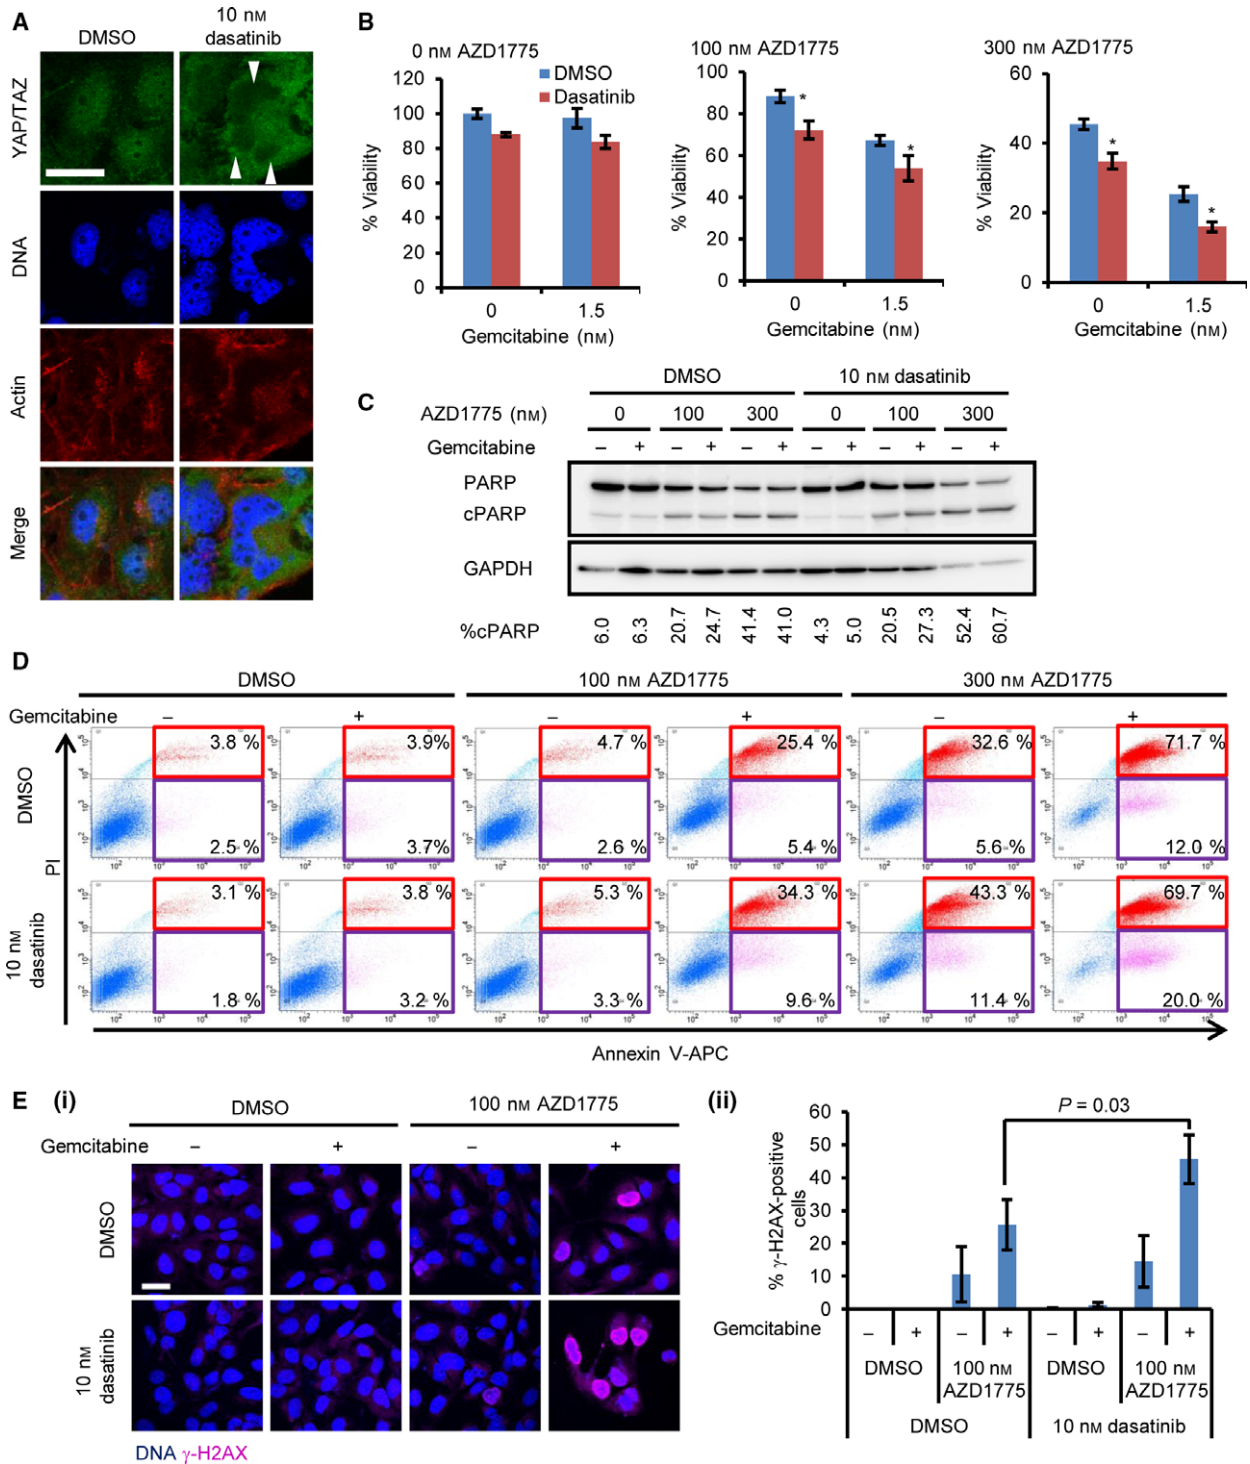 A
DMSO
10 nM
dasatinib
YAP/TAZ
DNA
Actin
Merge
B
0 nM AZD1775
DMSO
Dasatinib
% Viability
120
100
80
60
40
20
0
0
1.5
Gemcitabine (nM)
100 nM AZD1775
% Viability
100
80
60
40
20
0
*
*
0
1.5
Gemcitabine (nM)
300 nM AZD1775
% Viability
60
40
20
0
*
*
0
1.5
Gemcitabine (nM)
C
DMSO 10 nM dasatinib
AZD1775 (nM) 0 100 300 0 100 300
Gemcitabine – + – + – + – + – + – +
PARP
cPARP
GAPDH
%cPARP 6.0 6.3 20.7 24.7 41.4 41.0 4.3 5.0 20.5 27.3 52.4 60.7
D
DMSO 100 nM AZD1775 300 nM AZD1775
Gemcitabine – + – + – +
DMSO
3.8 % 3.9% 4.7 % 25.4 % 32.6 % 71.7 %
2.5 % 3.7% 2.6 % 5.4 % 5.6 % 12.0 %
10 nM
dasatinib
3.1 % 3.8 % 5.3 % 34.3 % 43.3 % 69.7 %
1.8 % 3.2 % 3.3 % 9.6 % 11.4 % 20.0 %
PI
Annexin V-APC
E (i)
DMSO 100 nM AZD1775
Gemcitabine – + – +
DMSO
10 nM
dasatinib
DNA γ-H2AX
(ii)
P = 0.03
% γ-H2AX-positive
cells
60
50
40
30
20
10
0
Gemcitabine – + – + – + – +
DMSO 100 nM DMSO 100 nM
AZD1775 AZD1775
DMSO 10 nM dasatinib